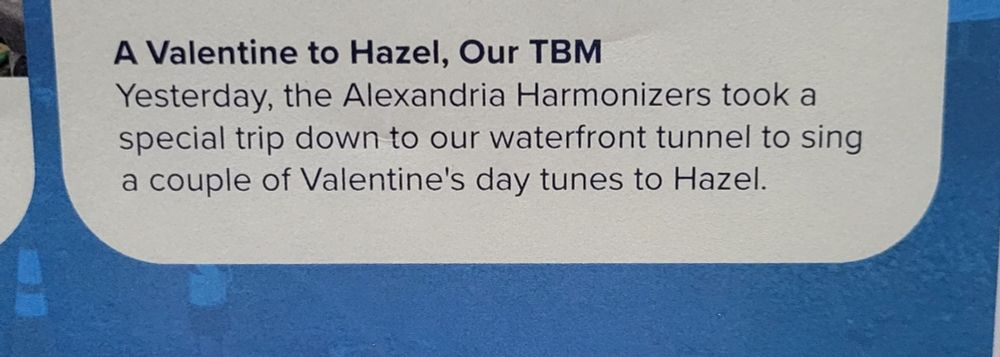 A Valentine to Hazel, Our TBM
Yesterday, the Alexandria Harmonizers took a
special trip down to our waterfront tunnel to sing
a couple of Valentine's day tunes to Hazel.